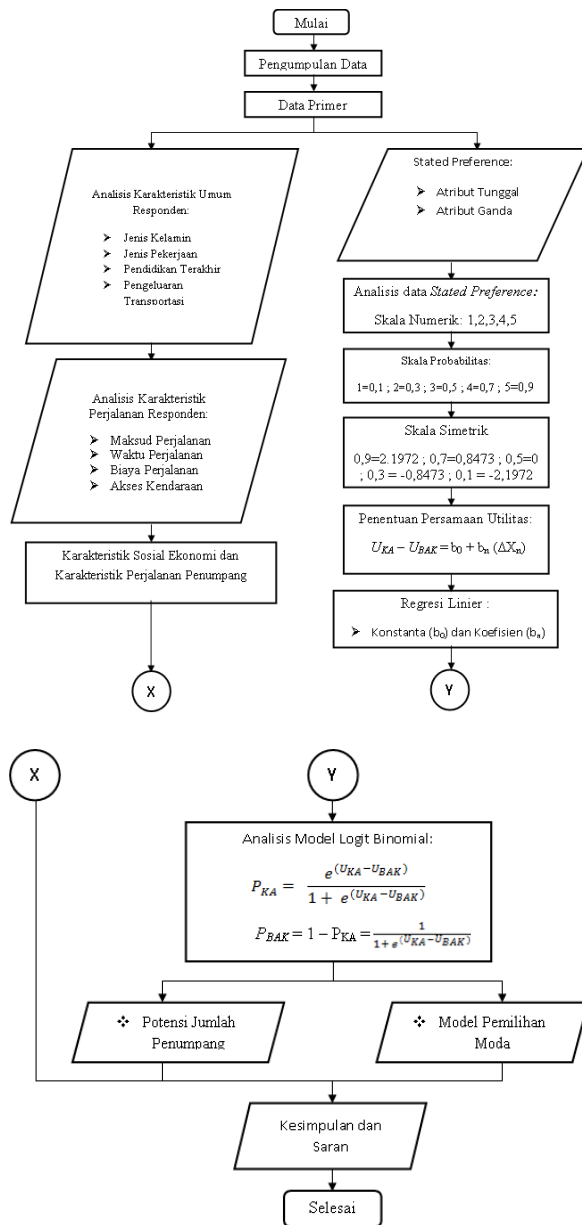 Mulai
Pengumpulan Data
Data Primer
Analisis Karakteristik Umum
Responden:
➤ Jenis Kelamin
➤ Jenis Pekerjaan
➤ Pendidikan Terakhir
➤ Pengeluaran
Transportasi
Analisis Karakteristik
Perjalanan Responden:
➤ Maksud Perjalanan
➤ Waktu Perjalanan
➤ Biaya Perjalanan
➤ Akses Kendaraan
Karakteristik Sosial Ekonomi dan
Karakteristik Perjalanan Penumpang
X
Stated Preference:
➤ Atribut Tunggal
➤ Atribut Ganda
Analisis data Stated Preference:
Skala Numerik: 1,2,3,4,5
Skala Probabilitas:
1=0,1 ; 2=0,3 ; 3=0,5 ; 4=0,7 ; 5=0,9
Skala Simetrik
0,9=2.1972 ; 0,7=0,8473 ; 0,5=0
; 0,3 = -0,8473 ; 0,1 = -2,1972
Penentuan Persamaan Utilitas:
U_KA – U_BAK = b₀ + bₙ (ΔXₙ)
Regresi Linier :
➤ Konstanta (b₀) dan Koefisien (bₙ)
Y
X
Y
Analisis Model Logit Binomial:
P_KA = e^(U_KA−U_BAK) / 1 + e^(U_KA−U_BAK)
P_BAK = 1 – P_KA = 1 / 1+e^(U_KA−U_BAK)
❖ Potensi Jumlah
Penumpang
❖ Model Pemilihan
Moda
Kesimpulan dan
Saran
Selesai